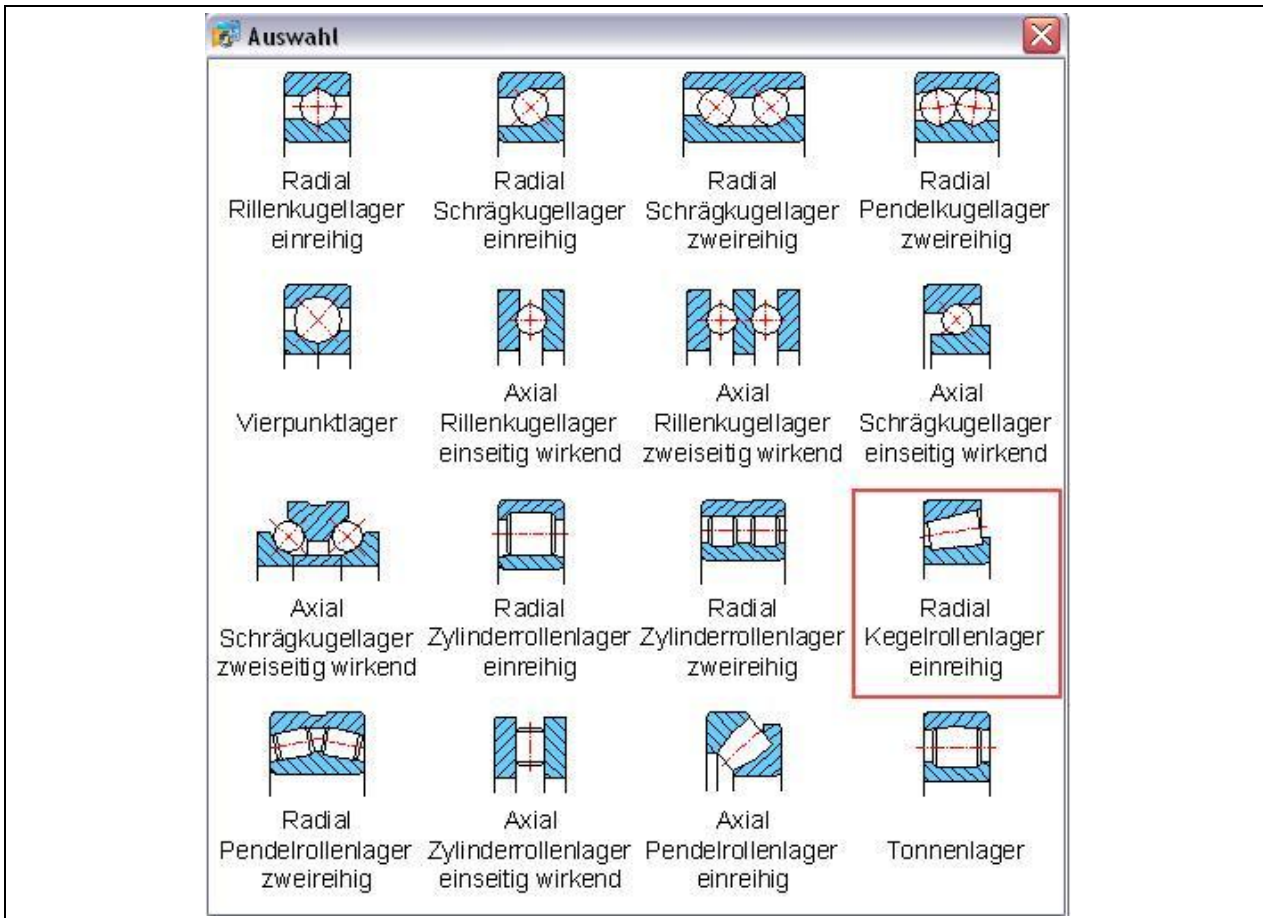 Auswahl
Radial
Rillenkugellager
einreihig
Radial
Schrägkugellager
einreihig
Radial
Schrägkugellager
zweireihig
Radial
Pendelkugellager
zweireihig
Vierpunktlager
Axial
Rillenkugellager
einseitig wirkend
Axial
Rillenkugellager
zweiseitig wirkend
Axial
Schrägkugellager
einseitig wirkend
Axial
Schrägkugellager
zweiseitig wirkend
Radial
Zylinderrollenlager
einreihig
Radial
Zylinderrollenlager
zweireihig
Radial
Kegelrollenlager
einreihig
Radial
Pendelrollenlager
zweireihig
Axial
Zylinderrollenlager
einseitig wirkend
Axial
Pendelrollenlager
einreihig
Tonnenlager